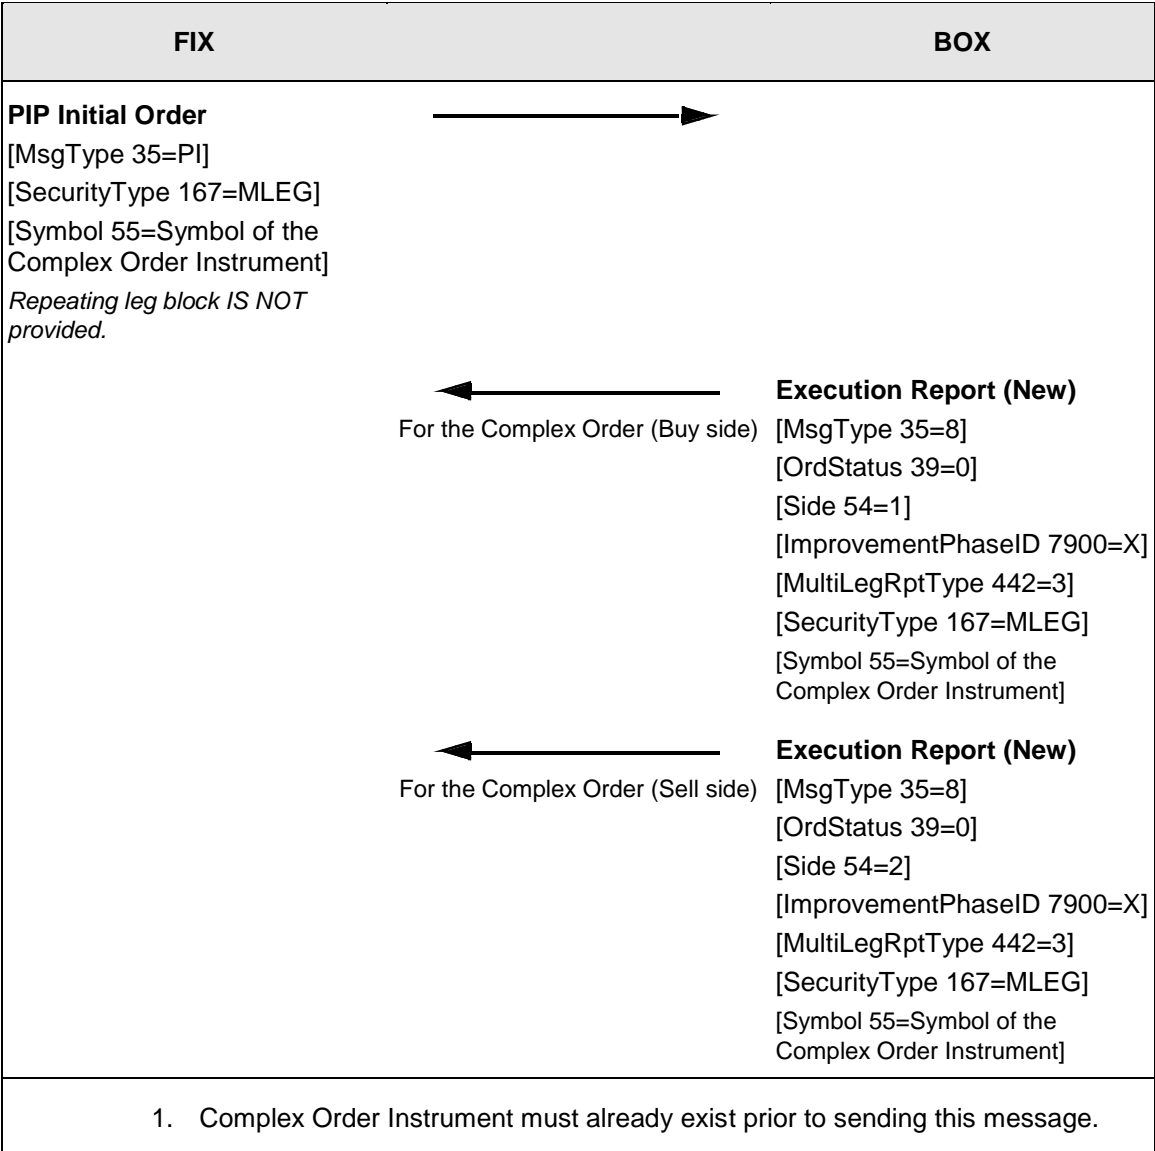 FIX
BOX
PIP Initial Order
[MsgType 35=PI]
[SecurityType 167=MLEG]
[Symbol 55=Symbol of the
Complex Order Instrument]
Repeating leg block IS NOT
provided.
Execution Report (New)
For the Complex Order (Buy side)
[MsgType 35=8]
[OrdStatus 39=0]
[Side 54=1]
[ImprovementPhaseID 7900=X]
[MultiLegRptType 442=3]
[SecurityType 167=MLEG]
[Symbol 55=Symbol of the
Complex Order Instrument]
Execution Report (New)
For the Complex Order (Sell side)
[MsgType 35=8]
[OrdStatus 39=0]
[Side 54=2]
[ImprovementPhaseID 7900=X]
[MultiLegRptType 442=3]
[SecurityType 167=MLEG]
[Symbol 55=Symbol of the
Complex Order Instrument]
1. Complex Order Instrument must already exist prior to sending this message.